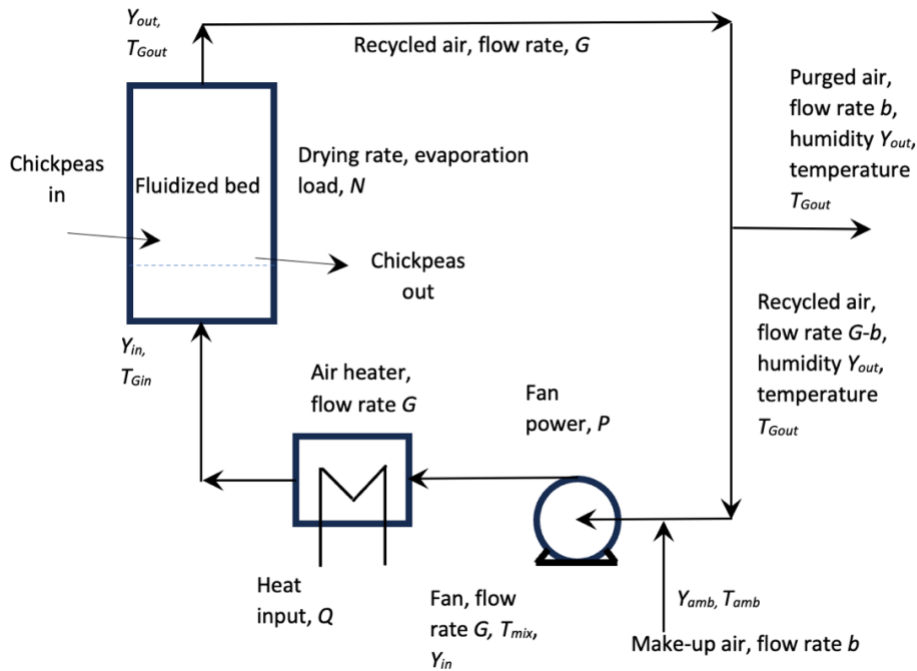 Yout,
TGout
Recycled air, flow rate, G
Purged air,
flow rate b,
humidity Yout,
temperature
TGout
Chickpeas
in
Fluidized bed
Drying rate, evaporation
load, N
Chickpeas
out
Yin,
TGin
Recycled air,
flow rate G-b,
humidity Yout,
temperature
TGout
Air heater,
flow rate G
Fan
power, P
Heat
input, Q
Fan, flow
rate G, Tmix,
Yin
Yamb, Tamb
Make-up air, flow rate b